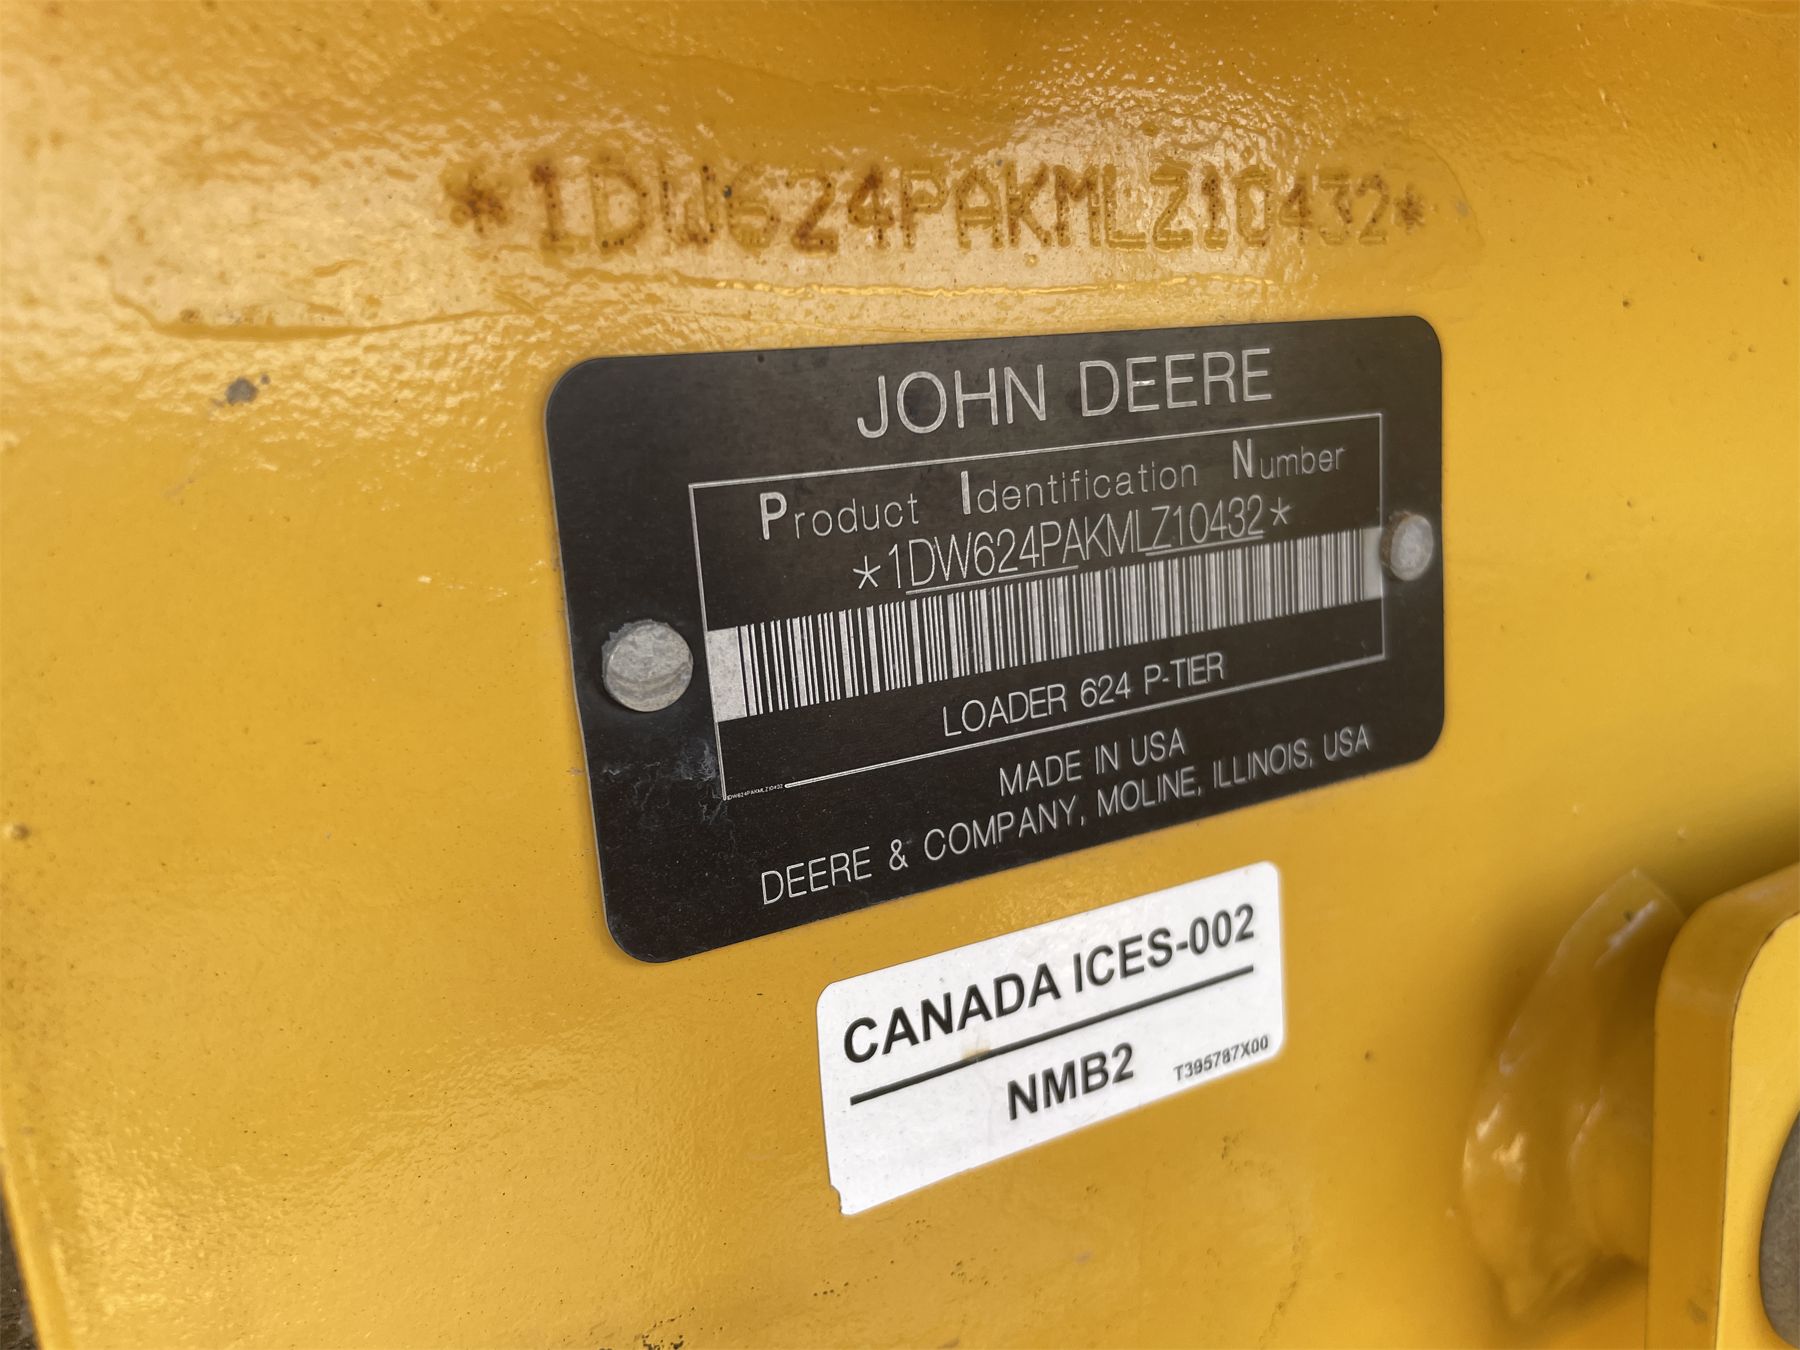 *1DW624PAKMLZ10432*
JOHN DEERE
Product Identification Number
*1DW624PAKMLZ10432*
LOADER 624 P-TIER
1DW624PAKMLZ10432
MADE IN USA
DEERE & COMPANY, MOLINE, ILLINOIS, USA
CANADA ICES-002
NMB2
T395787X00